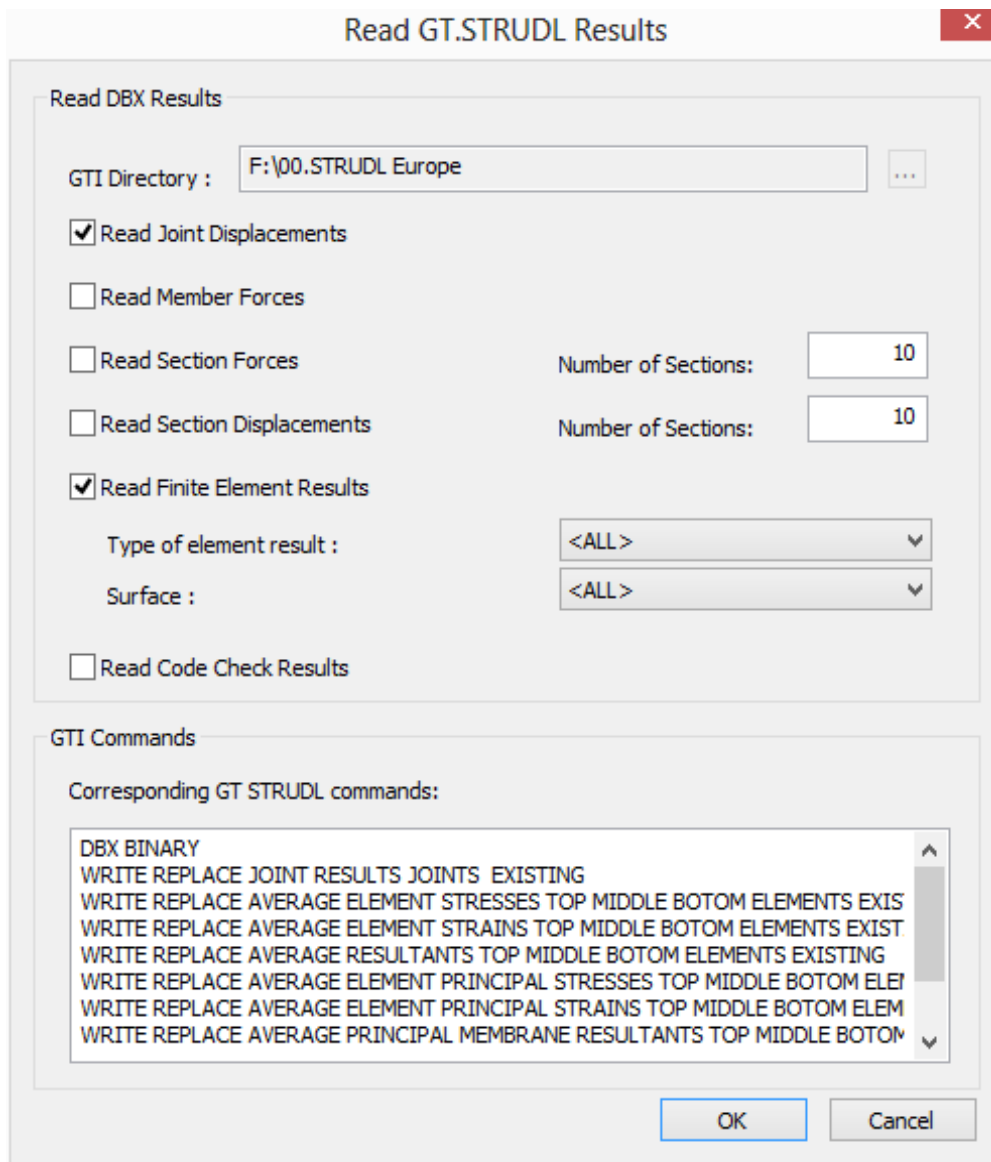 Read GT.STRUDL Results
Read DBX Results
GTI Directory : F:\00.STRUDL Europe ...
Read Joint Displacements
Read Member Forces
Read Section Forces Number of Sections: 10
Read Section Displacements Number of Sections: 10
Read Finite Element Results
Type of element result : <ALL>
Surface : <ALL>
Read Code Check Results
GTI Commands
Corresponding GT STRUDL commands:
DBX BINARY
WRITE REPLACE JOINT RESULTS JOINTS EXISTING
WRITE REPLACE AVERAGE ELEMENT STRESSES TOP MIDDLE BOTOM ELEMENTS EXIS
WRITE REPLACE AVERAGE ELEMENT STRAINS TOP MIDDLE BOTOM ELEMENTS EXIST
WRITE REPLACE AVERAGE RESULTANTS TOP MIDDLE BOTOM ELEMENTS EXISTING
WRITE REPLACE AVERAGE ELEMENT PRINCIPAL STRESSES TOP MIDDLE BOTOM ELE
WRITE REPLACE AVERAGE ELEMENT PRINCIPAL STRAINS TOP MIDDLE BOTOM ELEM
WRITE REPLACE AVERAGE PRINCIPAL MEMBRANE RESULTANTS TOP MIDDLE BOTOM
OK Cancel